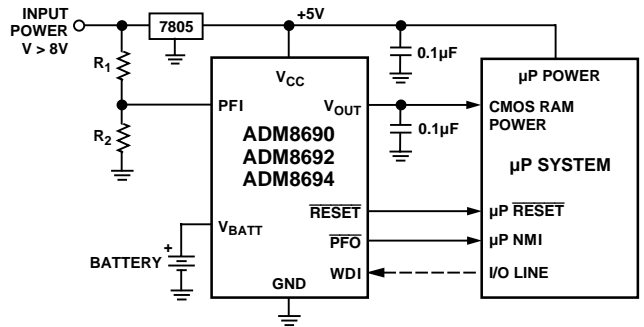 INPUT
POWER
V > 8V
7805
+5V
R1
R2
0.1µF
VCC
PFI
VOUT
0.1µF
ADM8690
ADM8692
ADM8694
VBATT
+
BATTERY
RESET
PFO
WDI
GND
µP POWER
CMOS RAM
POWER
µP SYSTEM
µP RESET
µP NMI
I/O LINE